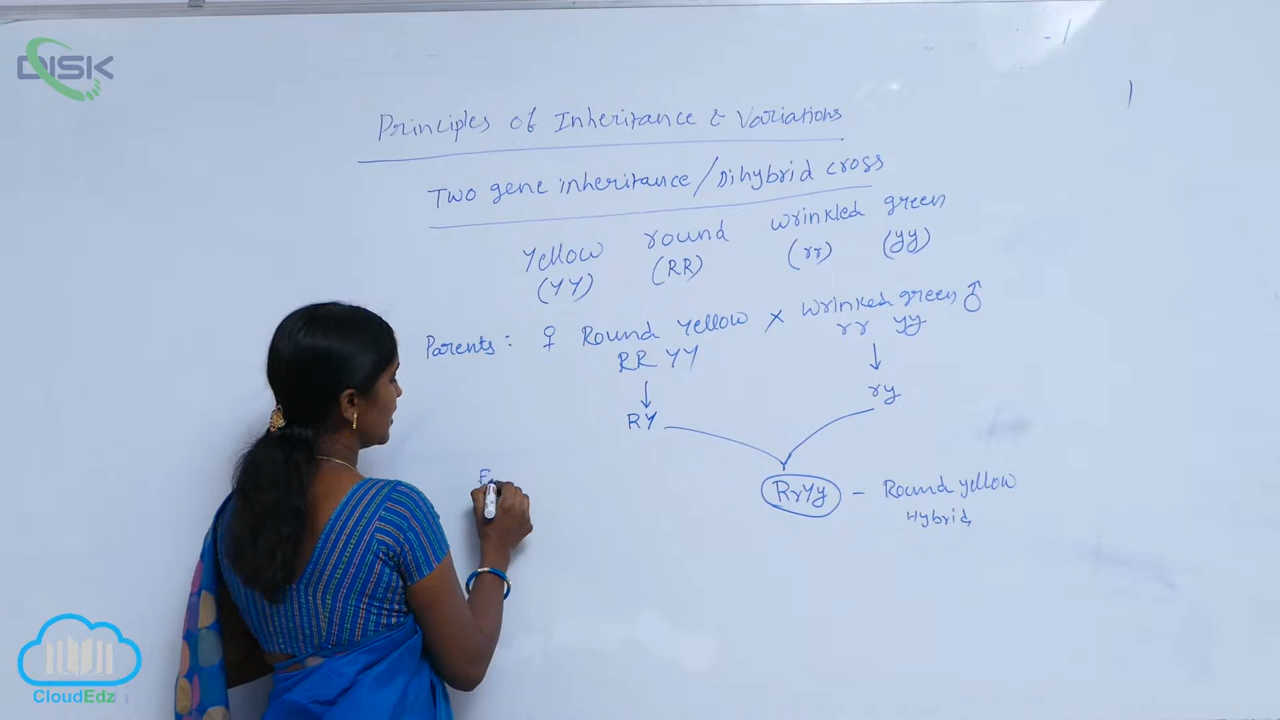 DISK
Principles of Inheritance & Variations
Two gene inheritance / Dihybrid cross
Yellow round wrinkled green
(YY) (RR) (rr) (yy)
Parents: ♀ Round Yellow × Wrinked green ♂
RR YY rr yy
RY ry
RrYy – Round yellow
Hybrid
CloudEdz